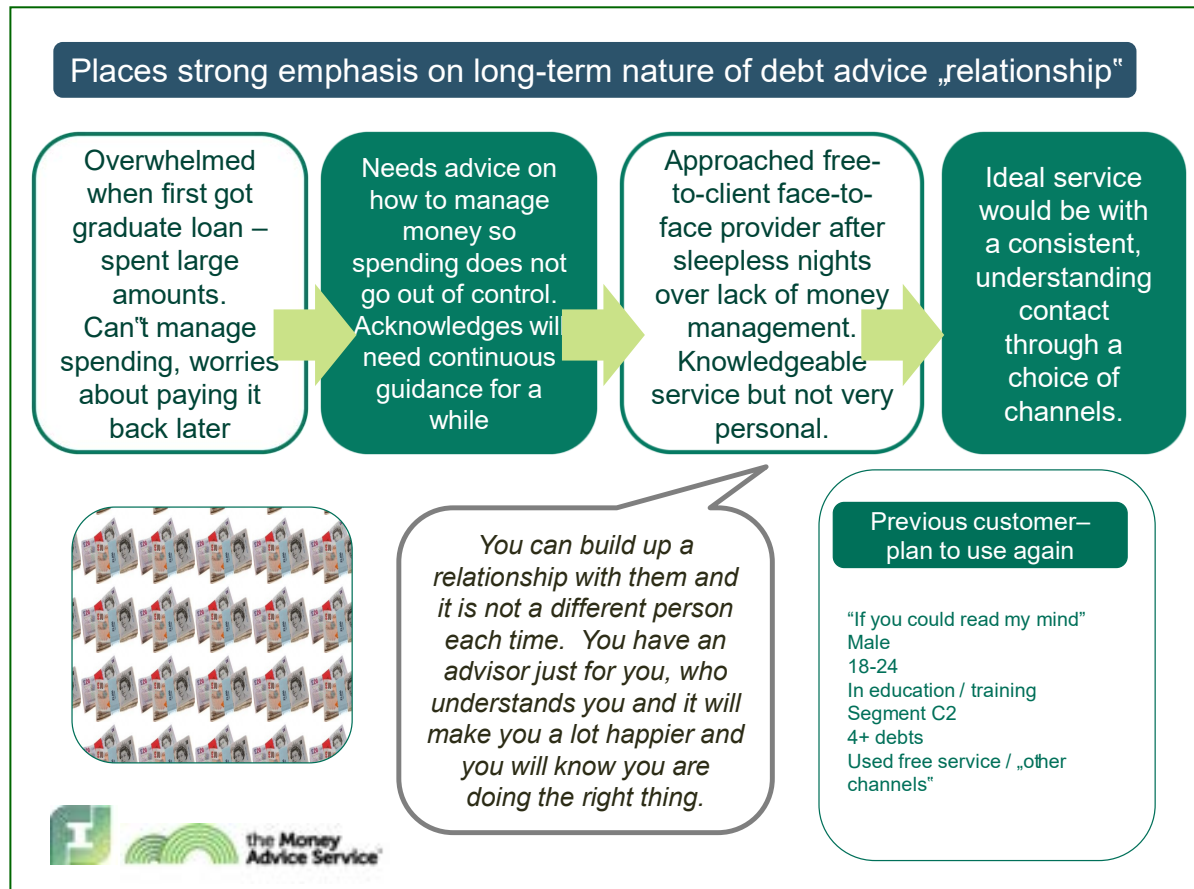 Places strong emphasis on long-term nature of debt advice „relationship‟
Overwhelmed
when first got
graduate loan –
spent large
amounts.
Can‟t manage
spending, worries
about paying it
back later
Needs advice on
how to manage
money so
spending does not
go out of control.
Acknowledges will
need continuous
guidance for a
while
Approached free-
to-client face-to-
face provider after
sleepless nights
over lack of money
management.
Knowledgeable
service but not very
personal.
Ideal service
would be with
a consistent,
understanding
contact
through a
choice of
channels.
You can build up a
relationship with them and
it is not a different person
each time.  You have an
advisor just for you, who
understands you and it will
make you a lot happier and
you will know you are
doing the right thing.
Previous customer–
plan to use again
“If you could read my mind”
Male
18-24
In education / training
Segment C2
4+ debts
Used free service / „other
channels‟
the Money
Advice Service